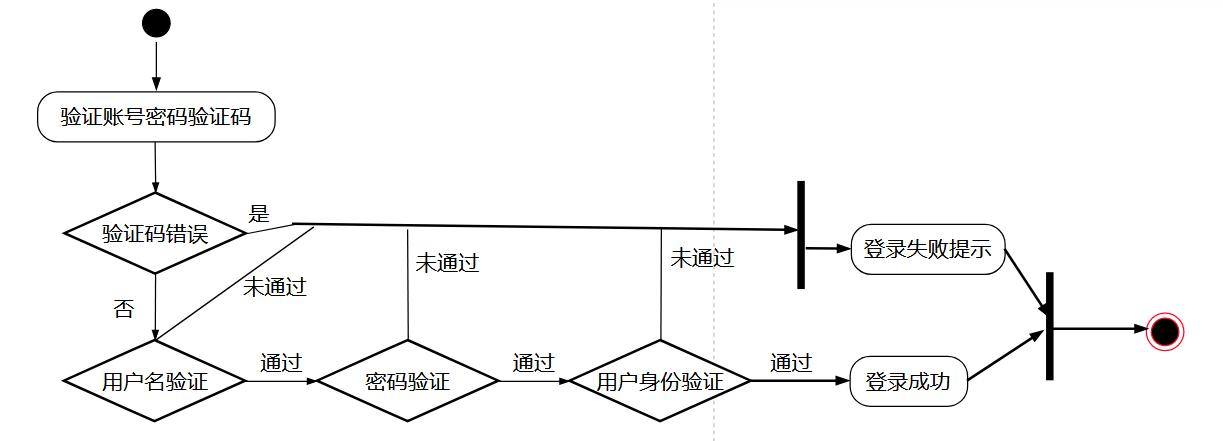 验证账号密码验证码
是
验证码错误
未通过
未通过
登录失败提示
未通过
否
通过
通过
通过
用户名验证
密码验证
用户身份验证
登录成功